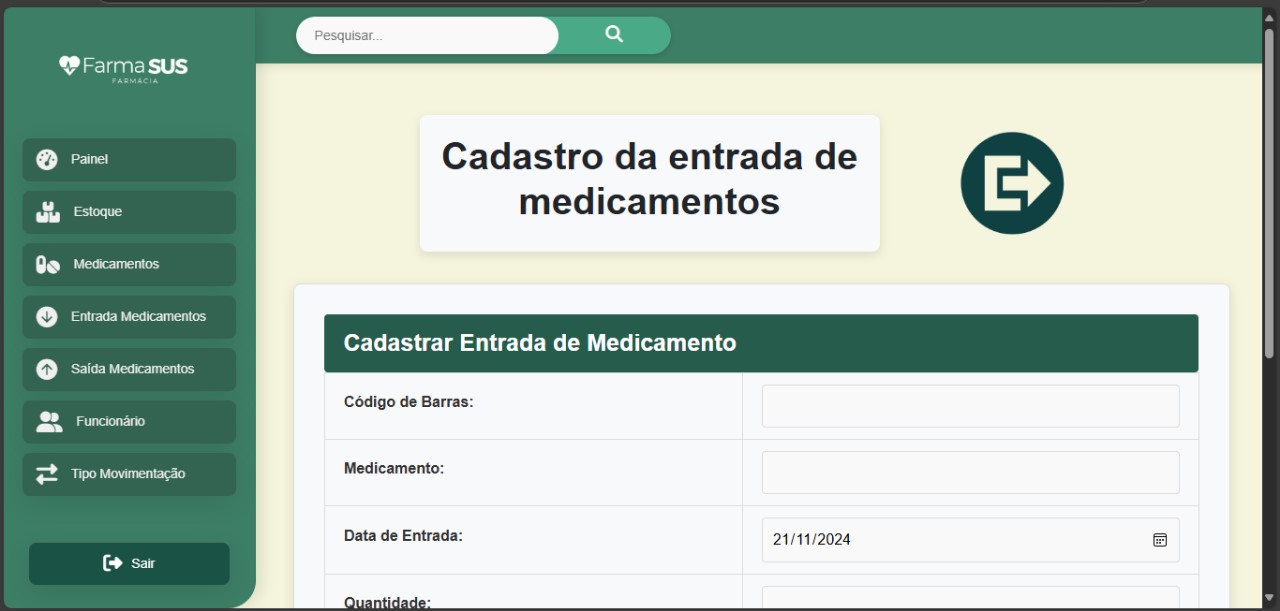 Pesquisar...
Farma SUS
FARMÁCIA
Painel
Estoque
Medicamentos
Entrada Medicamentos
Saída Medicamentos
Funcionário
Tipo Movimentação
Sair
Cadastro da entrada de
medicamentos
Cadastrar Entrada de Medicamento
Código de Barras:
Medicamento:
Data de Entrada:
21/11/2024
Quantidade: